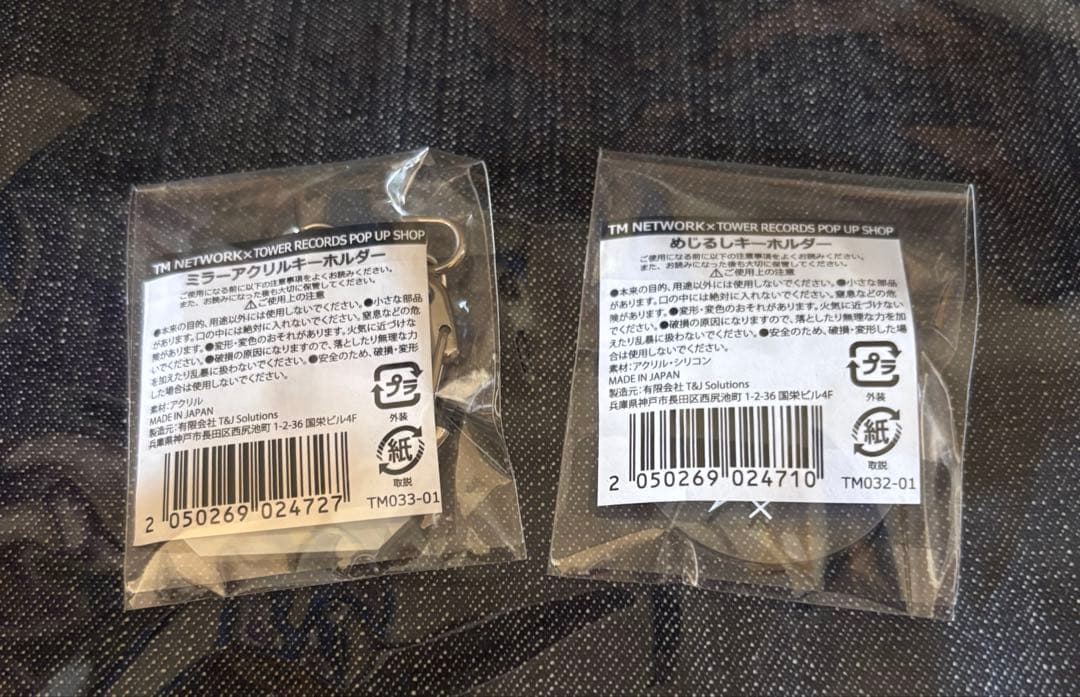 TM NETWORK×TOWER RECORDS POP UP SHOP
ミラーアクリルキーホルダー
ご使用になる前に以下の注意事項をよくお読みください。
また、お読みになった後も大切に保管してください。
⚠ご使用上の注意
●本来の目的、用途以外には使用しないでください。●小さな部品
があります。口の中には絶対に入れないでください。窒息などの危
険があります。●変形・変色のおそれがあります。火気に近づけな
いでください。●破損の原因になりますので、落としたり無理な力
を加えたり乱暴に扱わないでください。●安全のため、破損・変形
した場合は使用しないでください。
素材:アクリル
MADE IN JAPAN
製造元:有限会社 T&J Solutions
兵庫県神戸市長田区西尻池町 1-2-36 国栄ビル4F
プラ
外装
紙
取説
2 050269 024727
TM033-01
TM NETWORK×TOWER RECORDS POP UP SHOP
めじるしキーホルダー
ご使用になる前に以下の注意事項をよくお読みください。
また、お読みになった後も大切に保管してください。
⚠ご使用上の注意
●本来の目的、用途以外には使用しないでください。●小さな部品
があります。口の中には絶対に入れないでください。窒息などの危
険があります。●変形・変色のおそれがあります。火気に近づけない
でください。●破損の原因になりますので、落としたり無理な力を加
えたり乱暴に扱わないでください。●安全のため、破損・変形した場
合は使用しないでください。
素材:アクリル・シリコン
MADE IN JAPAN
製造元:有限会社 T&J Solutions
兵庫県神戸市長田区西尻池町 1-2-36 国栄ビル4F
プラ
外装
紙
取説
2 050269 024710
TM032-01